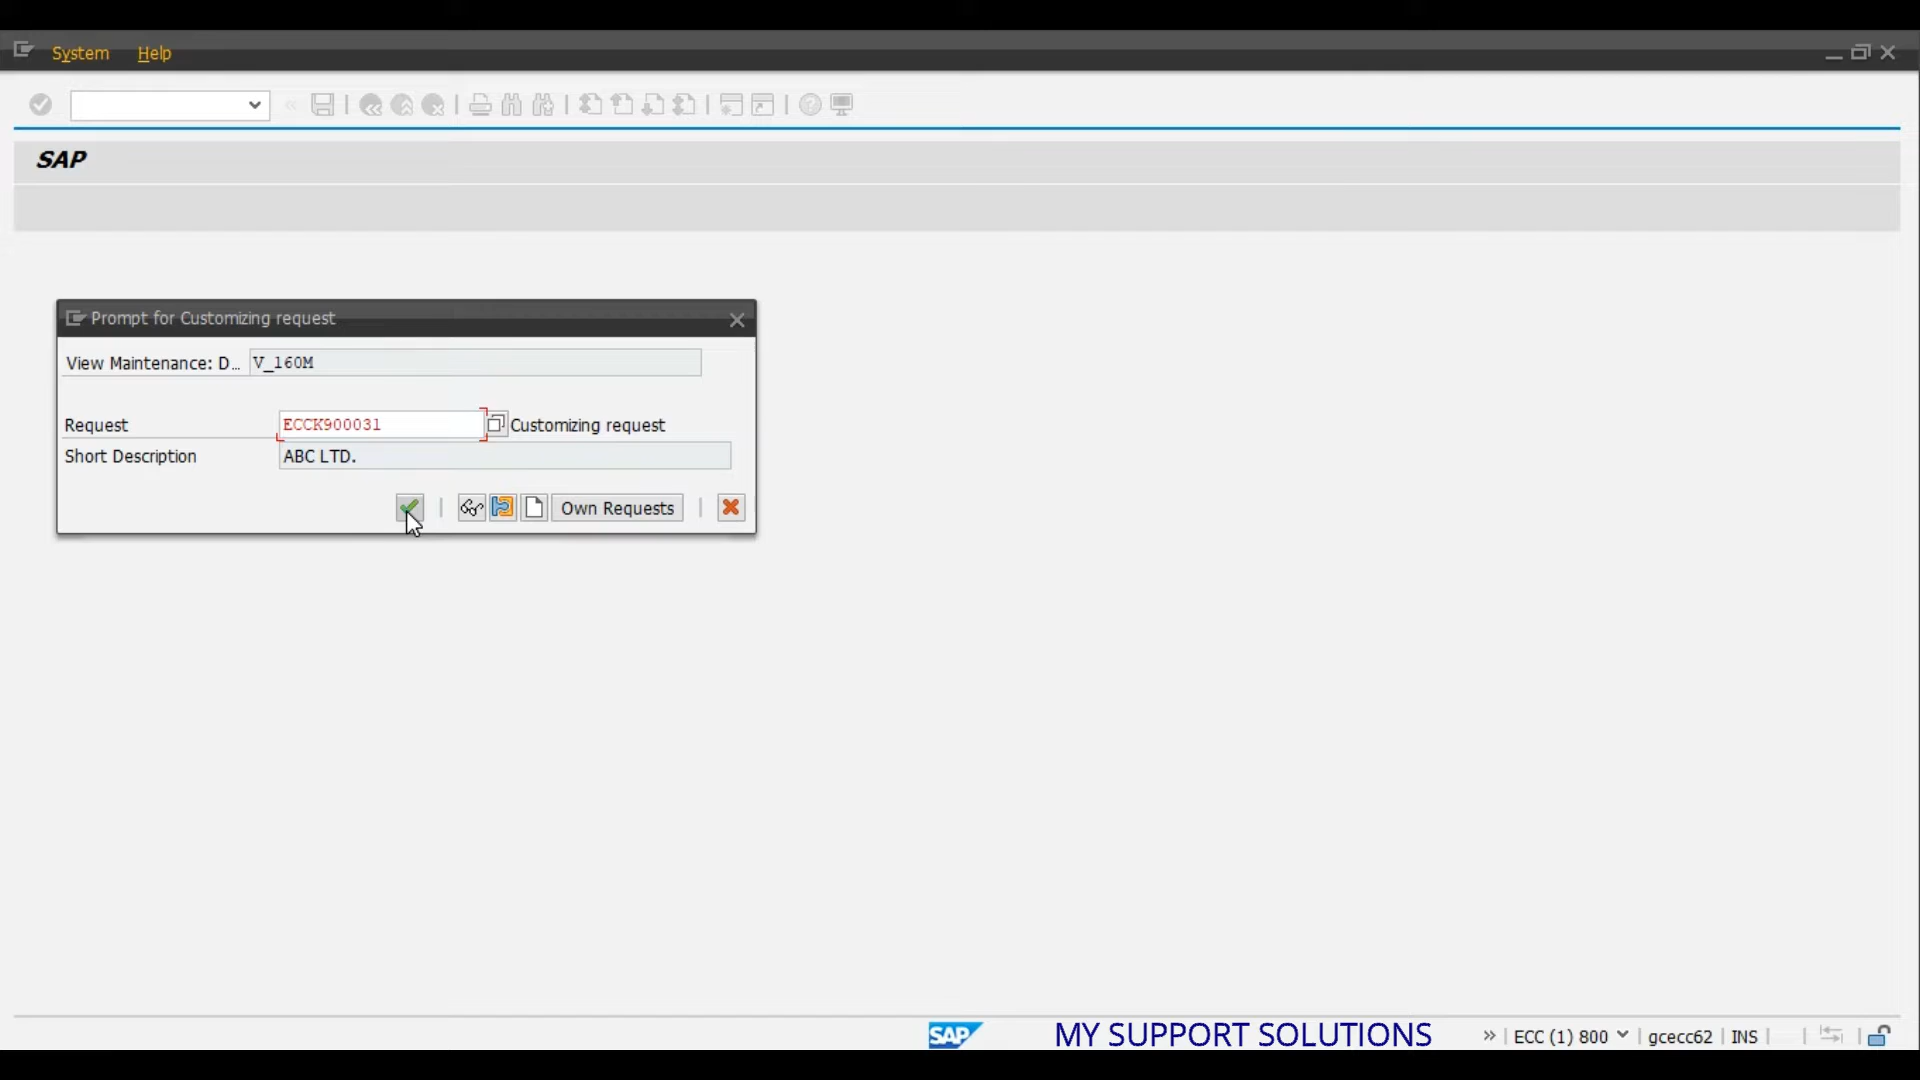 System Help
SAP
Prompt for Customizing request
View Maintenance: D... V_160M
Request ECCK900031 Customizing request
Short Description ABC LTD.
Own Requests
SAP MY SUPPORT SOLUTIONS ECC (1) 800 gcecc62 INS